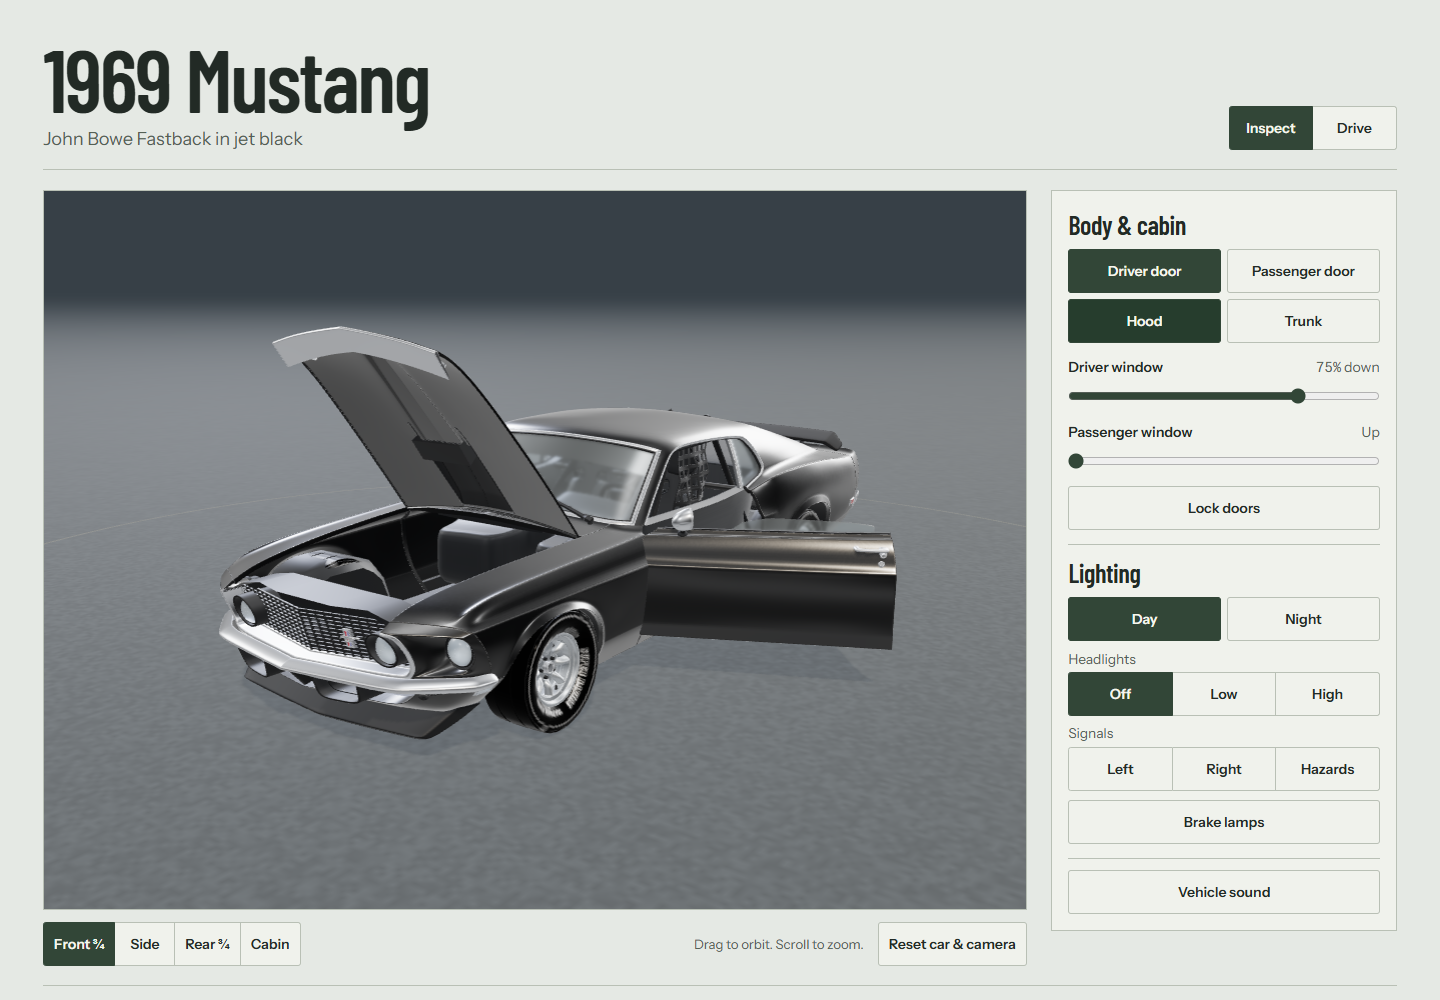 1969 Mustang
John Bowe Fastback in jet black
Inspect
Drive
Body & cabin
Driver door
Passenger door
Hood
Trunk
Driver window
75% down
Passenger window
Up
Lock doors
Lighting
Day
Night
Headlights
Off
Low
High
Signals
Left
Right
Hazards
Brake lamps
Vehicle sound
Front ¾
Side
Rear ¾
Cabin
Drag to orbit. Scroll to zoom.
Reset car & camera